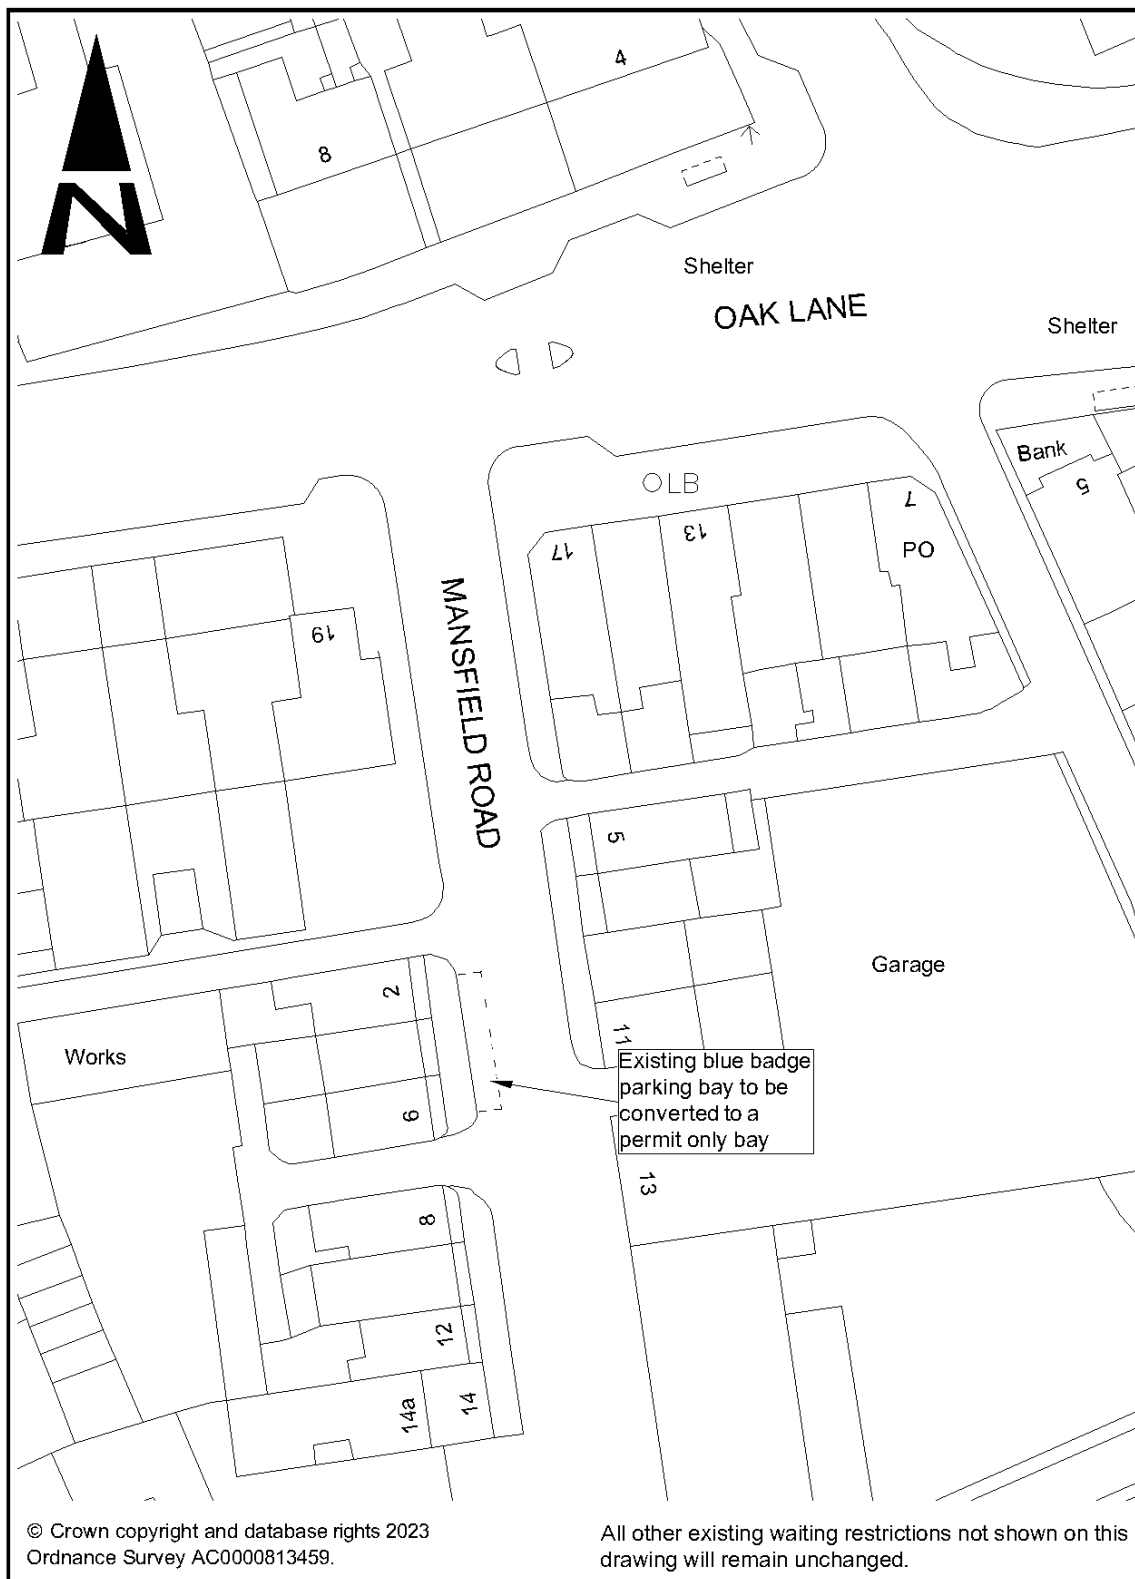 4
8
N
Shelter
OAK LANE
Shelter
Bank
5
LB
7
17
13
PO
MANSFIELD ROAD
19
5
Garage
2
11
Works
Existing blue badge
parking bay to be
converted to a
permit only bay
6
13
8
12
14a
14
© Crown copyright and database rights 2023
Ordnance Survey AC0000813459.
All other existing waiting restrictions not shown on this
drawing will remain unchanged.